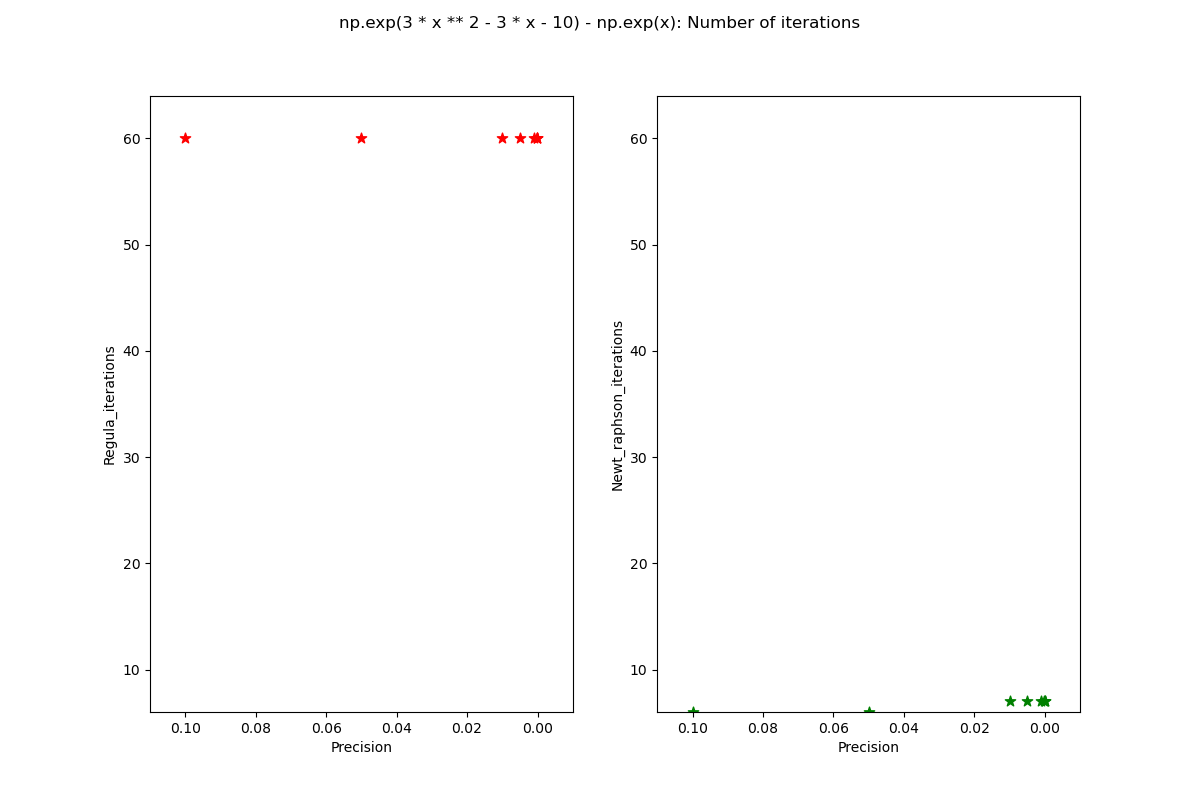 np.exp(3 * x ** 2 - 3 * x - 10) - np.exp(x): Number of iterations
Regula_iterations
60
50
40
30
20
10
0.10 0.08 0.06 0.04 0.02 0.00
Precision
Newt_raphson_iterations
60
50
40
30
20
10
0.10 0.08 0.06 0.04 0.02 0.00
Precision